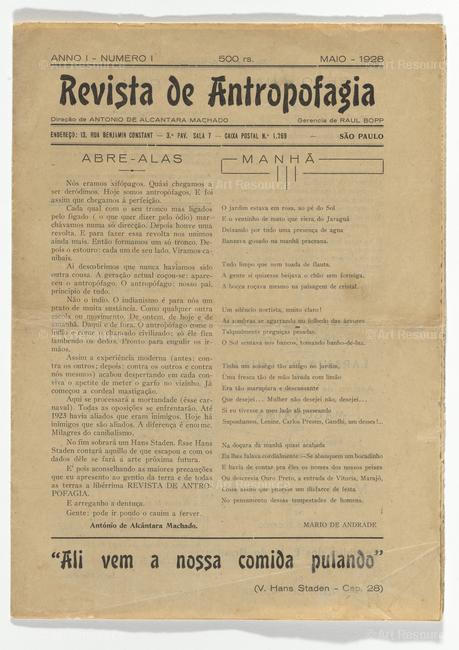 ANNO I - NUMERO I 500 rs. MAIO - 1928
Revista de Antropofagia
Direção de ANTONIO DE ALCANTARA MACHADO Gerencia de RAUL BOPP
ENDEREÇO: 13, RUA BENJAMIN CONSTANT — 3.º PAV. SALA 7 — CAIXA POSTAL N.º 1.269 SÃO PAULO
ABRE-ALAS
Nós eramos xifópagos. Quási chegamos a
ser deródimos. Hoje somos antropófagos. E foi
assim que chegamos á perfeição.
Cada qual com o seu tronco mas ligados
pelo fígado ( o que quer dizer pelo ódio) mar-
chávamos numa só direcção. Depois houve uma
revolta. E para fazer essa revolta nos unimos
ainda mais. Então formamos um só tronco. De-
pois o estouro: cada um de seu lado. Viramos ca-
nibais.
Aí descobrimos que nunca haviamos sido
outra cousa. A geração actual coçou-se: apare-
ceu o antropófago. O antropófago: nosso pai,
princípio de tudo.
Não o índio. O indianismo é para nós um
prato de muita sustância. Como qualquer outra
escola ou movimento. De ontem, de hoje e de
amanhã. Daqui e de fora. O antropófago come o
índio e come o chamado civilizado: só êle fica
lambendo os dedos. Pronto para engulir os ir-
mãos.
Assim a experiência moderna (antes: con-
tra os outros; depois: contra os outros e contra
nós mesmos) acabou despertando em cada con-
viva o apetite de meter o garfo no vizinho. Já
começou a cordeal mastigação.
Aqui se processará a mortandade (êsse car-
naval). Todas as oposições se enfrentarão. Até
1923 havia aliados que eram inimigos. Hoje há
inimigos que são aliados. A diferença é enorme.
Milagres do canibalismo.
No fim sobrará um Hans Staden. Êsse Hans
Staden contará aquillo de que escapou e com os
dados dêle se fará a arte próxima futura.
E' pois aconselhando as maiores precauções
que eu apresento ao gentio da terra e de todas
as terras a libérrima REVISTA DE ANTRO-
POFAGIA.
E arreganho a dentuça.
Gente: pode ir pondo o cauim a ferver.
António de Alcântara Machado.
MANHÃ
O jardim estava em rosa, ao pé do Sol
E o ventinho de mato que viera do Jaraguá
Deixando por tudo uma presença de agua
Banzava gosado na manhã praceana.
Tudo limpo que nem toada de flauta.
A gente si quizesse beijava o chão sem formiga,
A bocca roçava mesmo na paisagem de cristal.
Um silêncio nortista, muito claro!
As sombras se agarravam no folhedo das árvores
Talqualmente preguiças pesadas.
O Sol sentava nos bancos, tomando banho-de-luz.
Tinha um sossêgo tão antigo no jardim,
Uma fresca tão de mão lavada com limão
Era tão marupiara e descansante
Que desejei... Mulher não desejei não, desejei...
Si eu tivesse a meu lado ali passeando
Suponhamos, Lenine, Carlos Prestes, Gandhi, um desses!..
Na doçura da manhã quasi acabada
Eu lhes falava cordialmente:—Se abanquem um bocadinho
E havia de contar pra êles os nomes dos nossos peixes
Ou descrevia Ouro Preto, a entrada de Vitoria, Marajó,
Coisa assim que puzesse um disfarce de festa
No pensamento dessas tempestades de homens.
MARIO DE ANDRADE
“Ali vem a nossa comida pulando”
(V. Hans Staden - Cap. 28)
© Art Resource